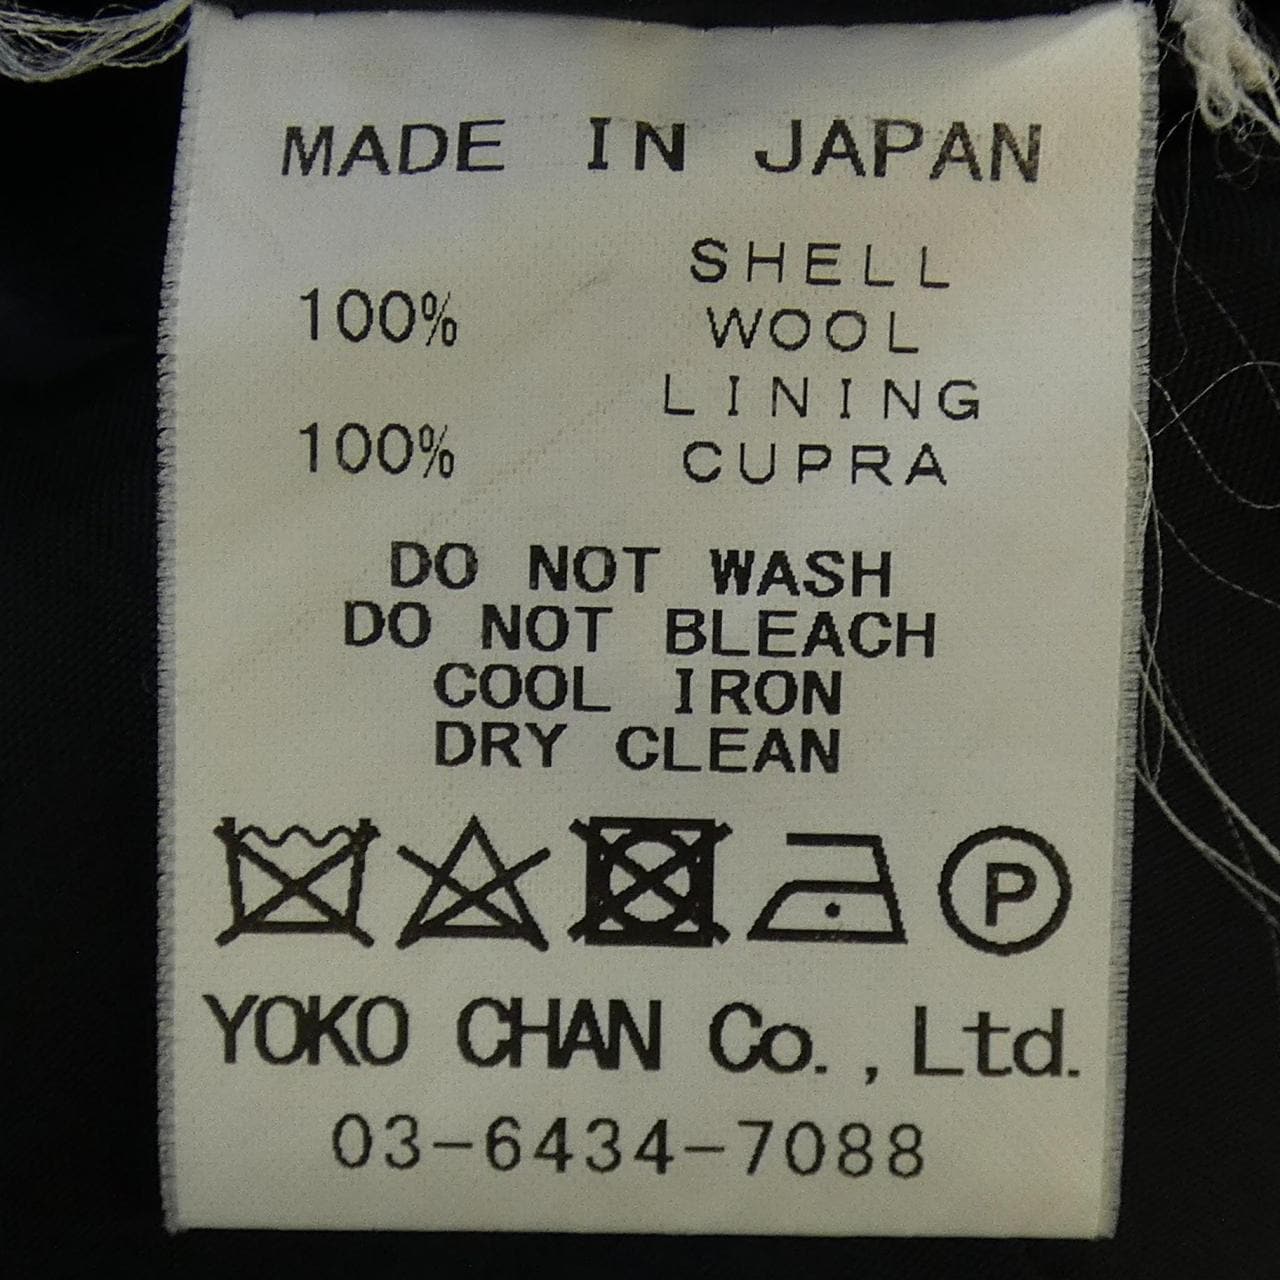 MADE IN JAPAN
SHELL
100% WOOL
LINING
100% CUPRA
DO NOT WASH
DO NOT BLEACH
COOL IRON
DRY CLEAN
P
YOKO CHAN Co., Ltd.
03-6434-7088